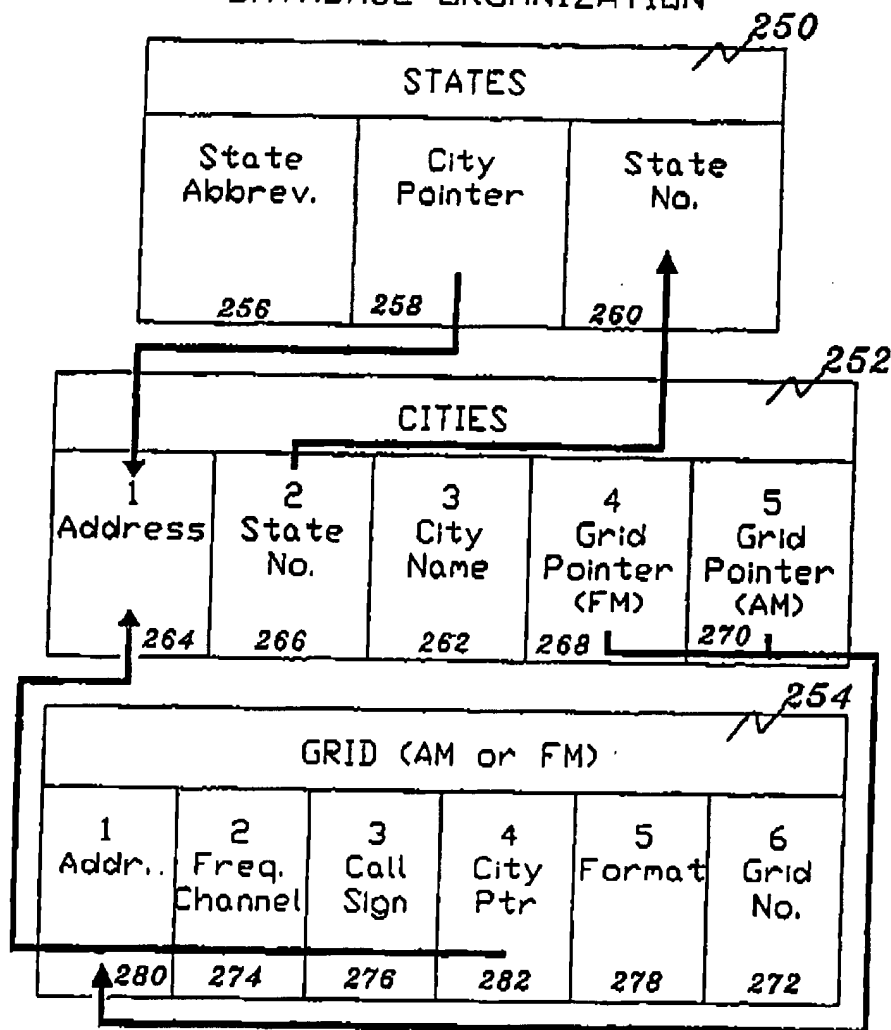 DATABASE ORGANIZATION
250
STATES
State Abbrev.
City Pointer
State No.
256
258
260
252
CITIES
1
Address
2
State
No.
3
City
Name
4
Grid
Pointer
(FM)
5
Grid
Pointer
(AM)
264
266
262
268
270
254
GRID (AM or FM)
1
Addr..
2
Freq.
Channel
3
Call
Sign
4
City
Ptr
5
Format
6
Grid
No.
280
274
276
282
278
272